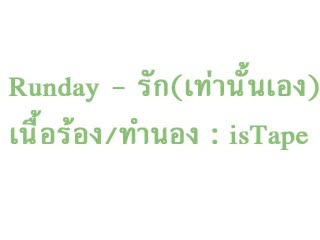 Runday - รัก(เท่านั้นเอง)
เนื้อร้อง/ทำนอง : isTape